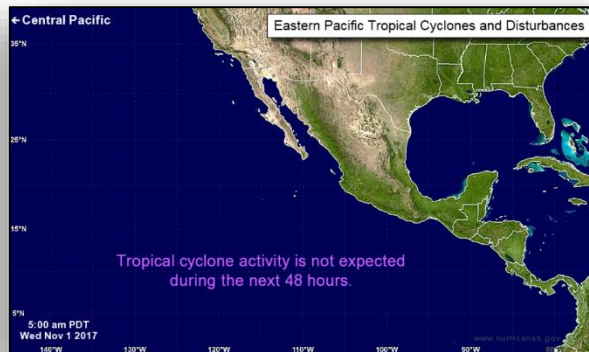 ←Central Pacific
Eastern Pacific Tropical Cyclones and Disturbances
35°N
25°N
15°N
Tropical cyclone activity is not expected
during the next 48 hours.
5°N
5:00 am PDT
Wed Nov 1 2017
www.hurricanes.gov
140°W
130°W
120°W
110°W
100°W
90°W
80°W